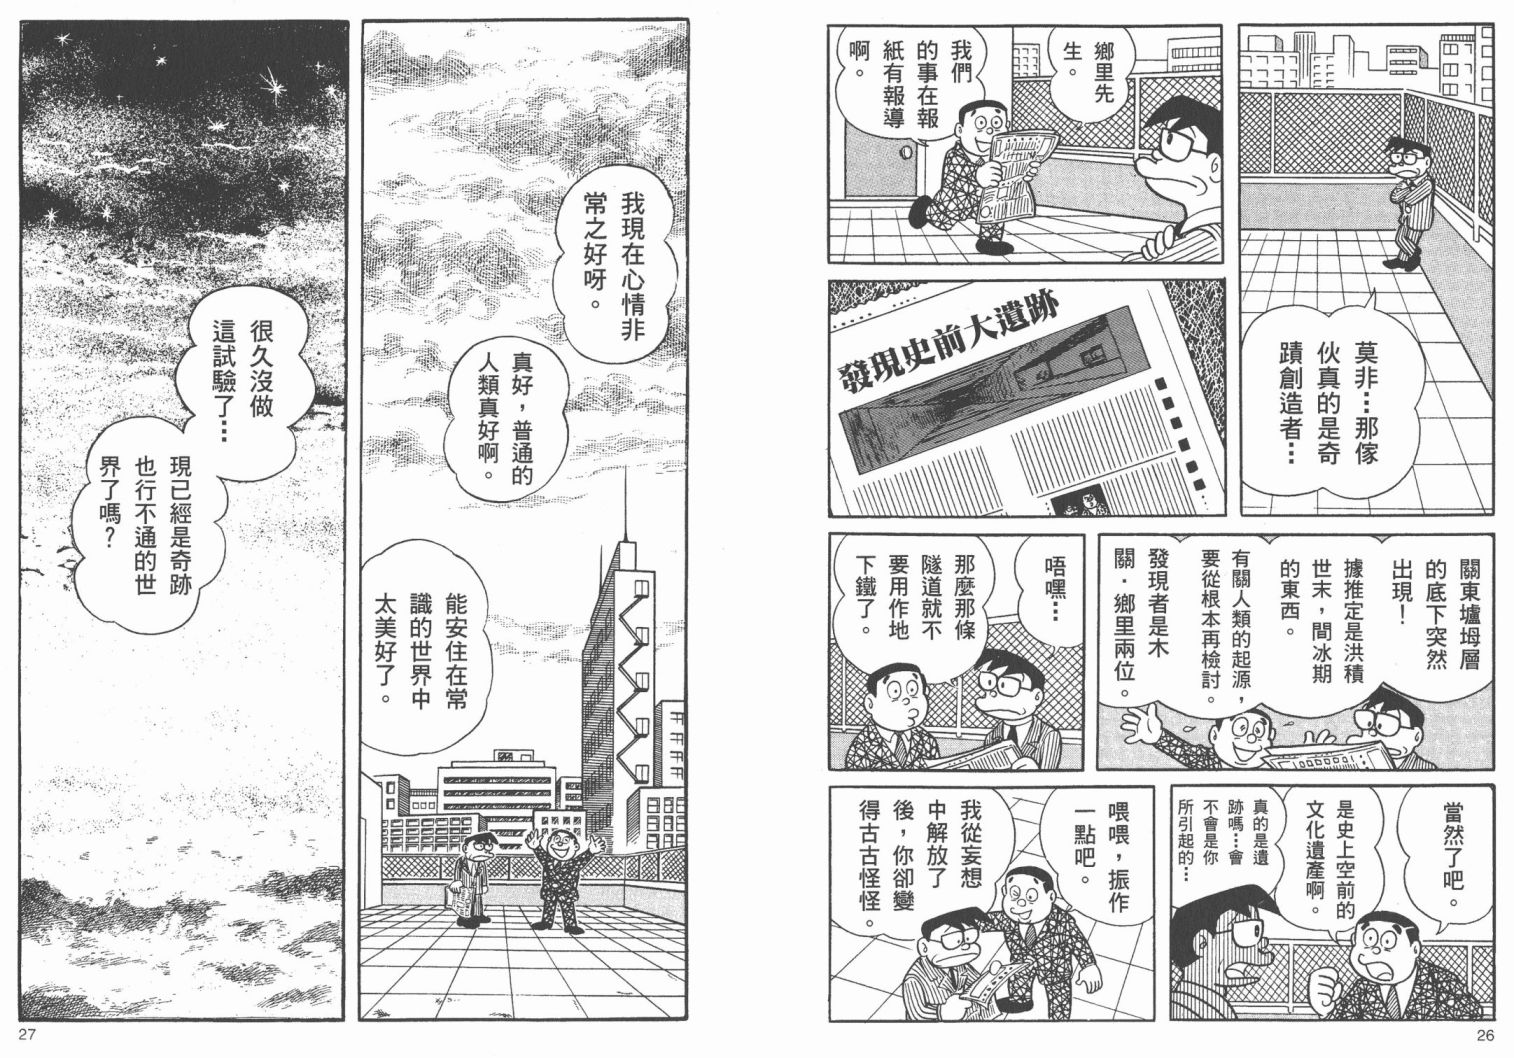 莫非…那傢
伙真的是奇
蹟創造者…
鄉里先
生。
我們
的事在報
紙有報導
啊。
發現史前大遺跡
關東壚坶層
的底下突然
出現！
據推定是洪積
世末，間冰期
的東西。
有關人類的起源，
要從根本再檢討。
發現者是木
關．鄉里兩位。
唔嘿…
那麼那條
隧道就不
要用作地
下鐵了。
當然了吧。
是史上空前的
文化遺產啊。
真的是遺
跡嗎…會
不會是你
所引起的…
喂喂，振作
一點吧。
我從妄想
中解放了
後，你卻變
得古古怪怪。
26
我現在心情非
常之好呀。
真好，普通的
人類真好啊。
能安住在常
識的世界中
太美好了。
很久沒做
這試驗了…
現已經是奇跡
也行不通的世
界了嗎？
27